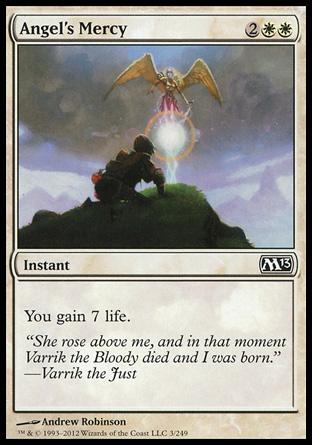 Angel's Mercy 2
Instant M13
You gain 7 life.
“She rose above me, and in that moment
Varrik the Bloody died and I was born.”
—Varrik the Just
Andrew Robinson
™ & © 1993–2012 Wizards of the Coast LLC 3/249